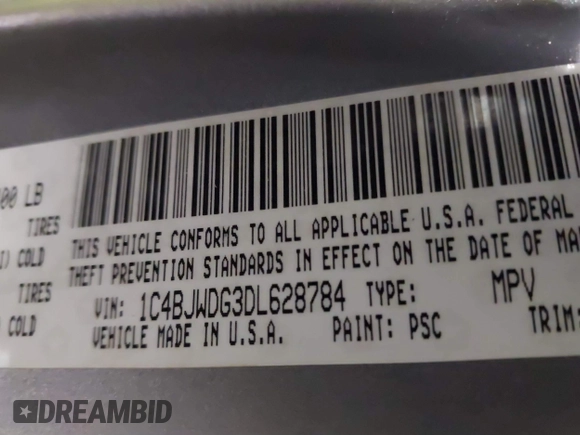 00 LB
TIRES
COLD
TIRES
COLD
THIS VEHICLE CONFORMS TO ALL APPLICABLE U.S.A. FEDERAL
THEFT PREVENTION STANDARDS IN EFFECT ON THE DATE OF MA
VIN: 1C4BJWDG3DL628784 TYPE: MPV
VEHICLE MADE IN U.S.A. PAINT: PSC TRIM:
DREAMBID